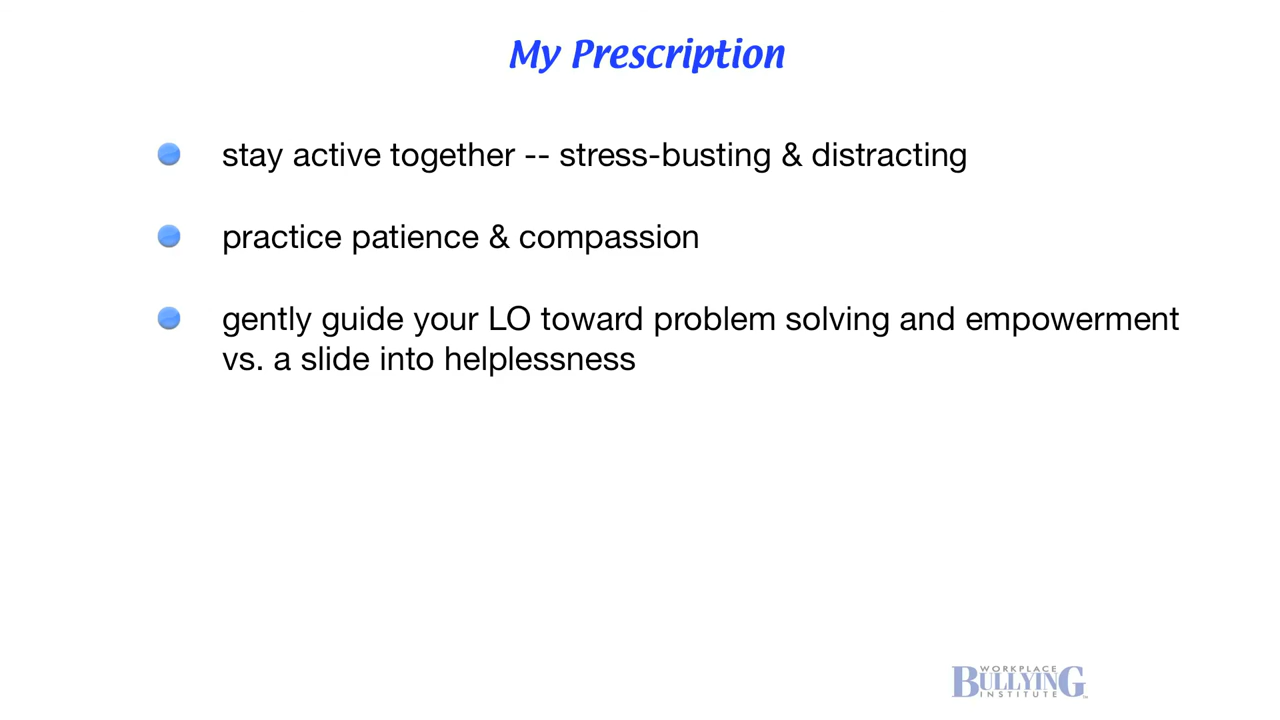 My Prescription
stay active together -- stress-busting & distracting
practice patience & compassion
gently guide your LO toward problem solving and empowerment
vs. a slide into helplessness
WORKPLACE
BULLYING
INSTITUTE